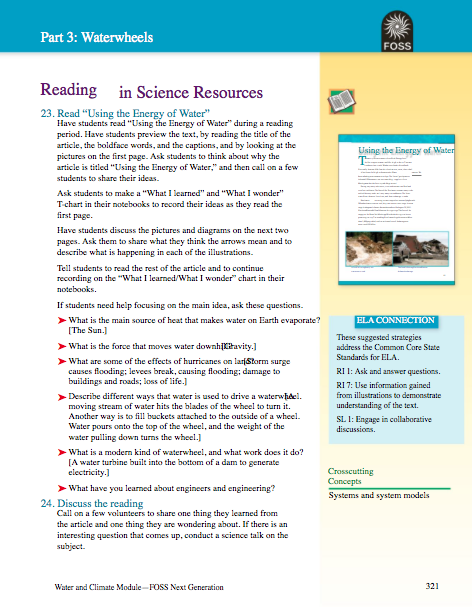 Part 3: Waterwheels
FOSS
Reading in Science Resources
23. Read “Using the Energy of Water”
Have students read “Using the Energy of Water” during a reading
period. Have students preview the text, by reading the title of the
article, the boldface words, and the captions, and by looking at the
pictures on the first page. Ask students to think about why the
article is titled “Using the Energy of Water,” and then call on a few
students to share their ideas.
Ask students to make a “What I learned” and “What I wonder”
T-chart in their notebooks to record their ideas as they read the
first page.
Have students discuss the pictures and diagrams on the next two
pages. Ask them to share what they think the arrows mean and to
describe what is happening in each of the illustrations.
Tell students to read the rest of the article and to continue
recording on the “What I learned/What I wonder” chart in their
notebooks.
If students need help focusing on the main idea, ask these questions.
➤ What is the main source of heat that makes water on Earth evaporate?
[The Sun.]
➤ What is the force that moves water downhill? [Gravity.]
➤ What are some of the effects of hurricanes on land? [Storm surge
causes flooding; levees break, causing flooding; damage to
buildings and roads; loss of life.]
➤ Describe different ways that water is used to drive a waterwheel. [A
moving stream of water hits the blades of the wheel to turn it.
Another way is to fill buckets attached to the outside of a wheel.
Water pours onto the top of the wheel, and the weight of the
water pulling down turns the wheel.]
➤ What is a modern kind of waterwheel, and what work does it do?
[A water turbine built into the bottom of a dam to generate
electricity.]
➤ What have you learned about engineers and engineering?
24. Discuss the reading
Call on a few volunteers to share one thing they learned from
the article and one thing they are wondering about. If there is an
interesting question that comes up, conduct a science talk on the
subject.
Using the Energy of Water
ELA CONNECTION
These suggested strategies
address the Common Core State
Standards for ELA.
RI 1: Ask and answer questions.
RI 7: Use information gained
from illustrations to demonstrate
understanding of the text.
SL 1: Engage in collaborative
discussions.
Crosscutting
Concepts
Systems and system models
Water and Climate Module—FOSS Next Generation
321